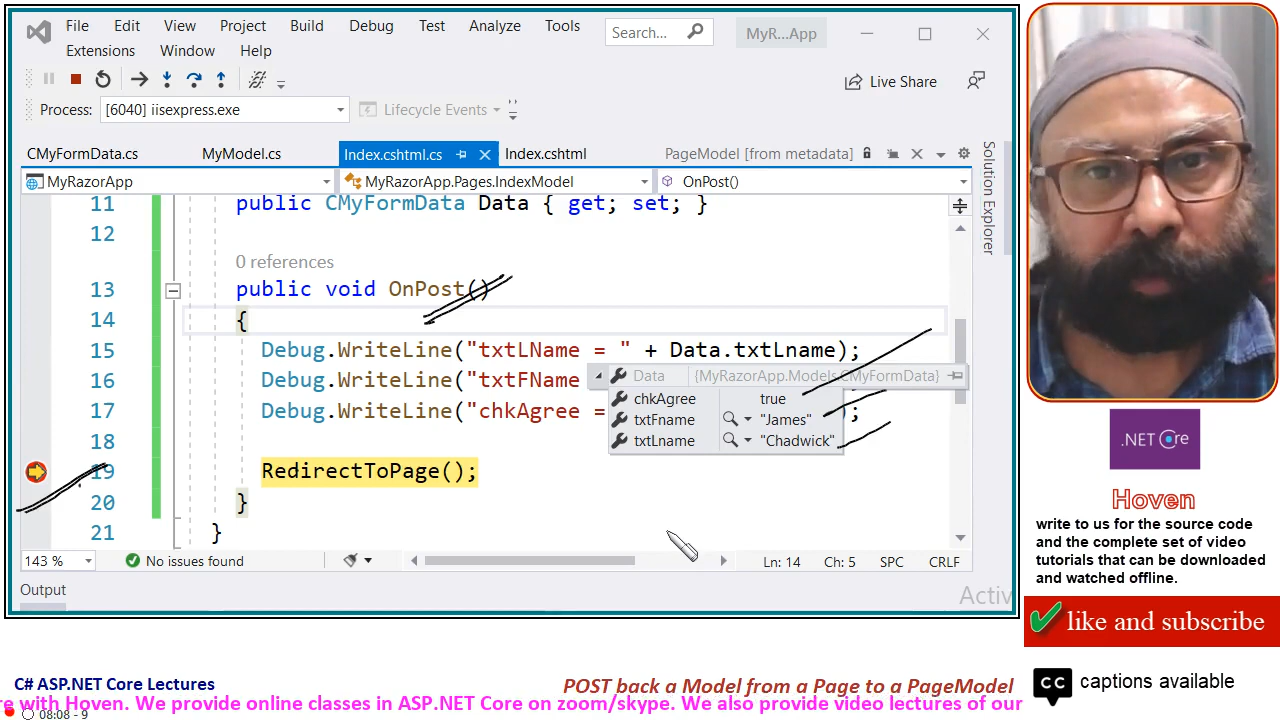 File Edit View Project Build Debug Test Analyze Tools
Search...
MyR...App
Extensions Window Help
Live Share
Process: [6040] iisexpress.exe Lifecycle Events
CMyFormData.cs MyModel.cs Index.cshtml.cs Index.cshtml PageModel [from metadata]
MyRazorApp MyRazorApp.Pages.IndexModel OnPost()
Solution Explorer
11 public CMyFormData Data { get; set; }
12
0 references
13 public void OnPost()
14 {
15 Debug.WriteLine("txtLName = " + Data.txtLname);
16 Debug.WriteLine("txtFName
Data {MyRazorApp.Models.CMyFormData}
17 Debug.WriteLine("chkAgree = );
chkAgree true
txtFname "James"
txtLname "Chadwick"
18
19 RedirectToPage();
20 }
21 }
143 % No issues found Ln: 14 Ch: 5 SPC CRLF
Output
Activ
.NET Core
Hoven
write to us for the source code
and the complete set of video
tutorials that can be downloaded
and watched offline.
like and subscribe
CC captions available
C# ASP.NET Core Lectures
POST back a Model from a Page to a PageModel
re with Hoven. We provide online classes in ASP.NET Core on zoom/skype. We also provide video lectures of our
08:08 - 9